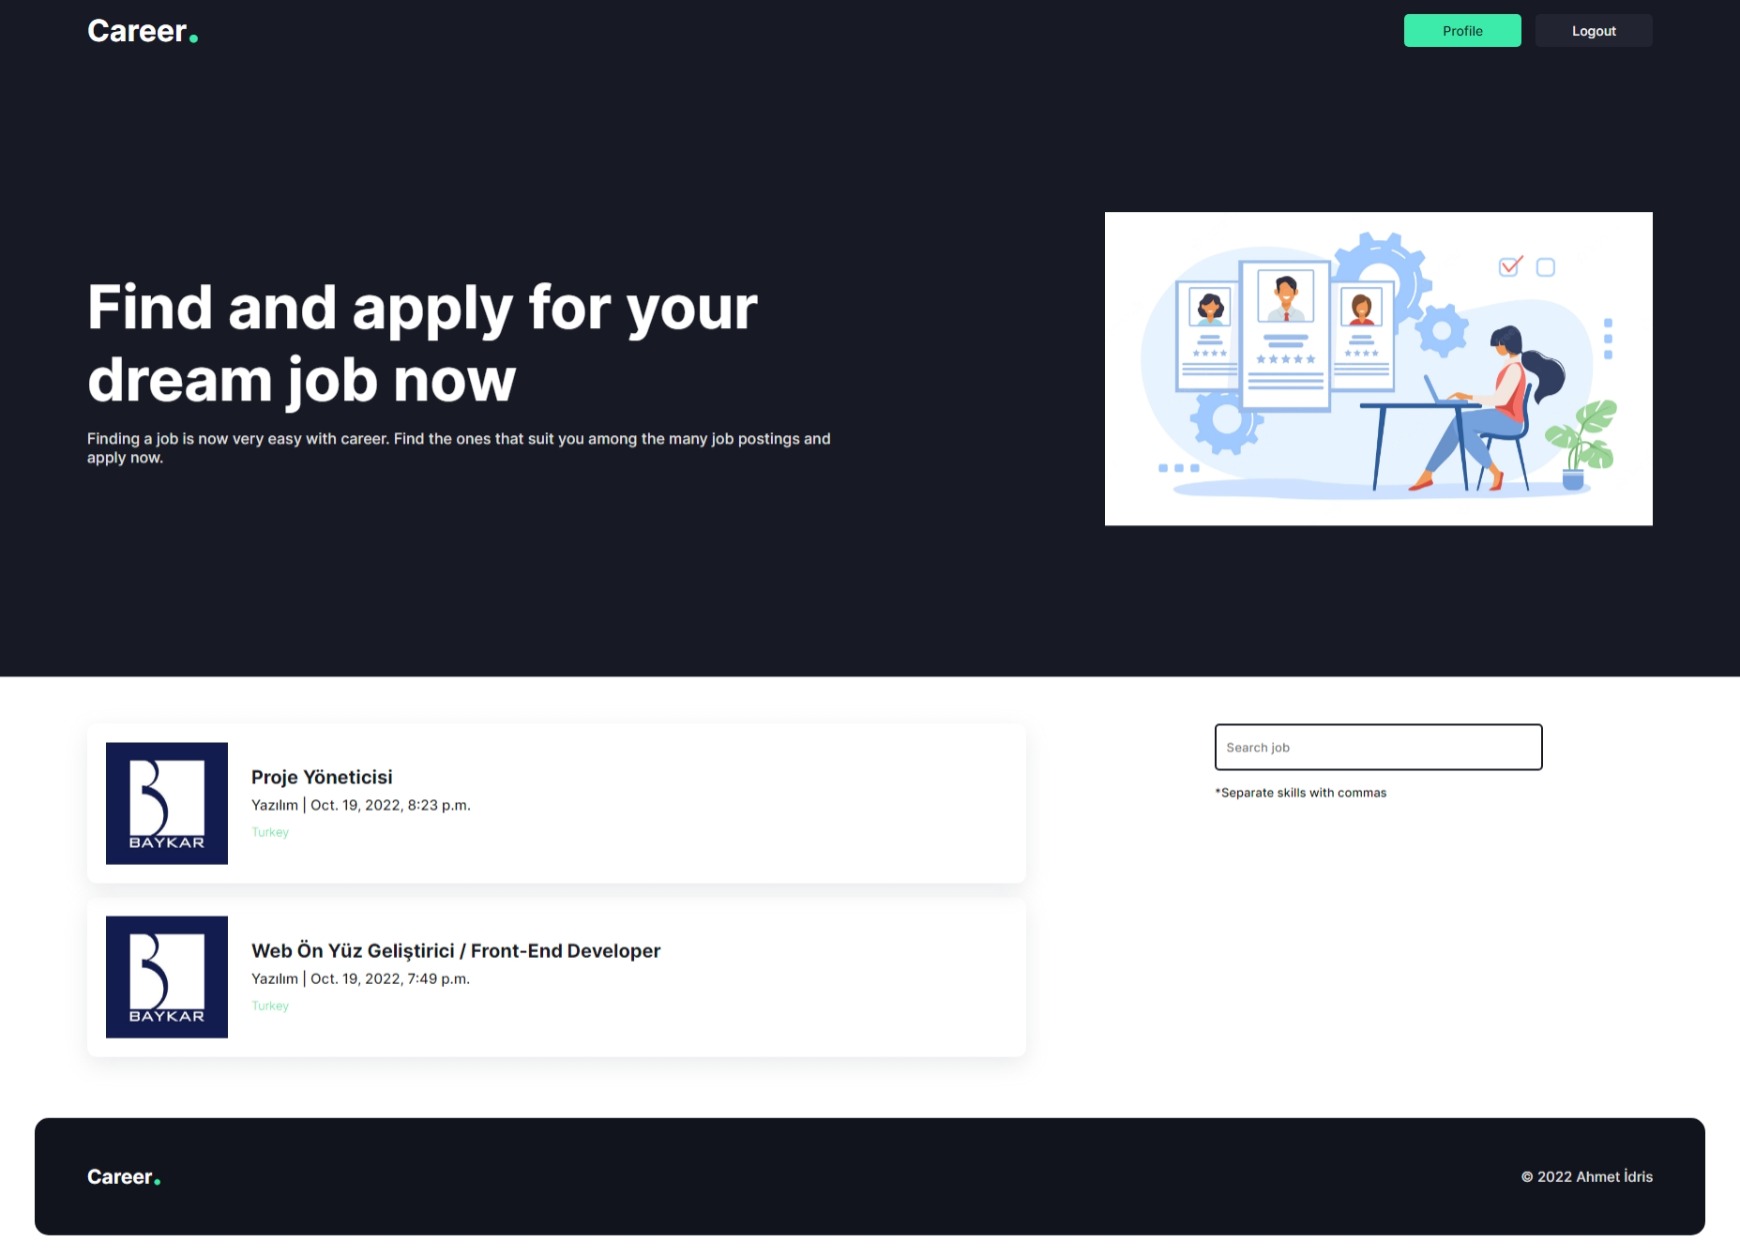 Career.
Profile
Logout
Find and apply for your
dream job now
Finding a job is now very easy with career. Find the ones that suit you among the many job postings and
apply now.
BAYKAR
Proje Yöneticisi
Yazılım | Oct. 19, 2022, 8:23 p.m.
Turkey
Search job
*Separate skills with commas
BAYKAR
Web Ön Yüz Geliştirici / Front-End Developer
Yazılım | Oct. 19, 2022, 7:49 p.m.
Turkey
Career.
© 2022 Ahmet İdris